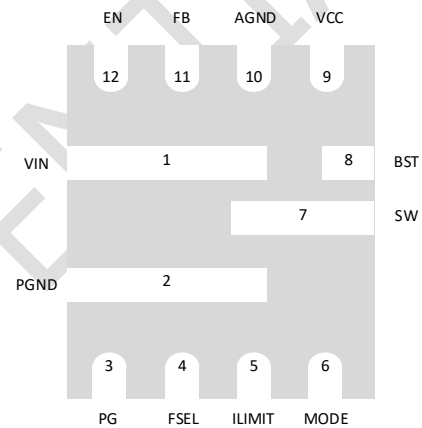 EN FB AGND VCC
12 11 10 9
VIN 1 8 BST
7 SW
PGND 2
3 4 5 6
PG FSEL ILIMIT MODE